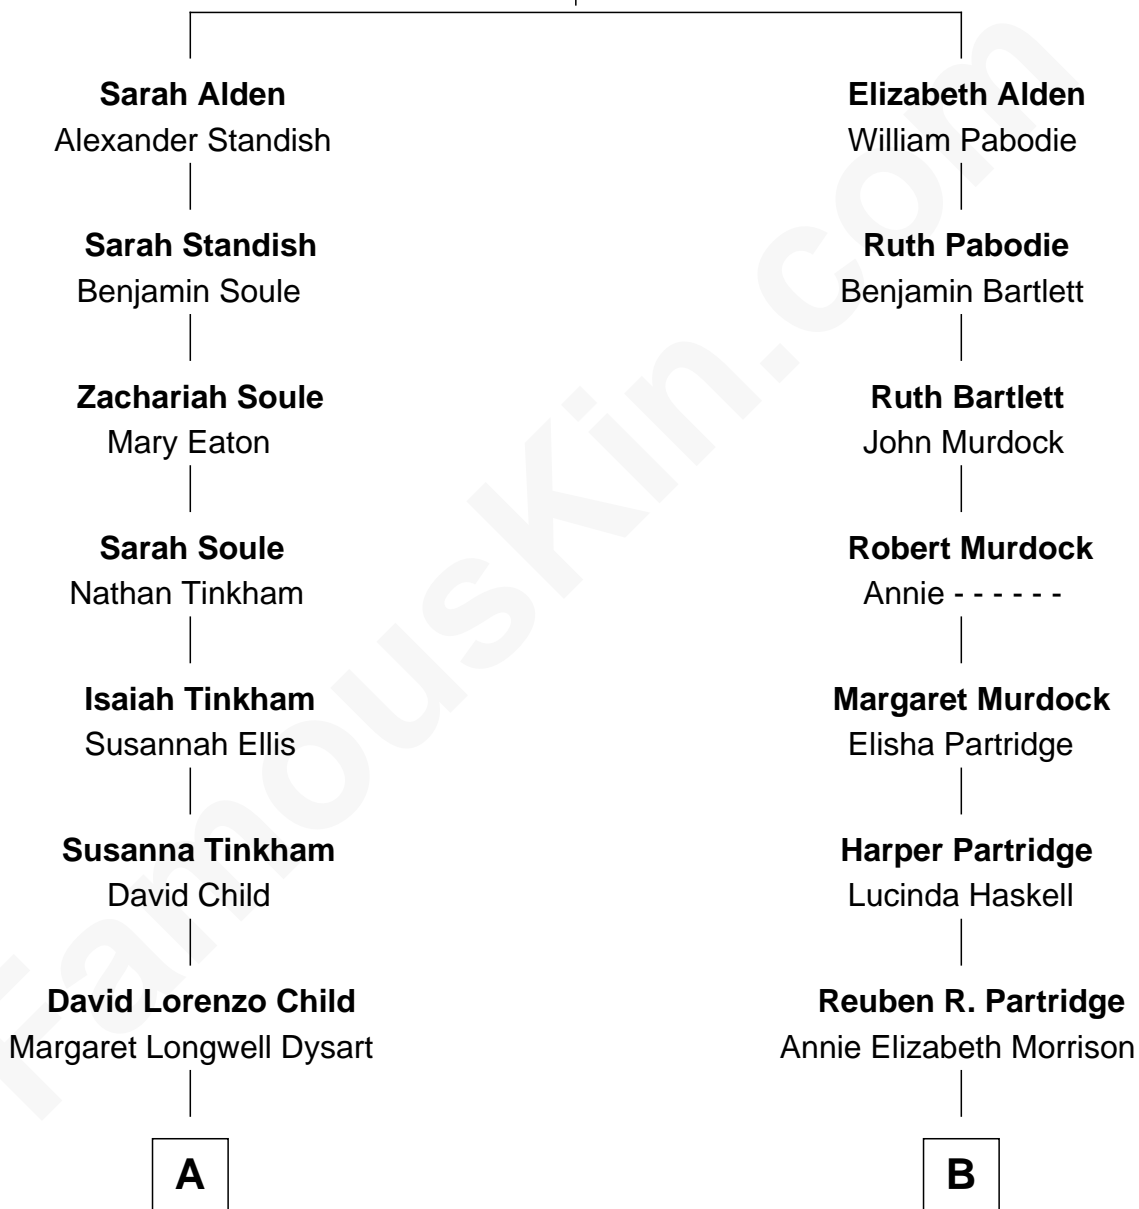 Sarah Alden
Alexander Standish
Sarah Standish
Benjamin Soule
Zachariah Soule
Mary Eaton
Sarah Soule
Nathan Tinkham
Isaiah Tinkham
Susannah Ellis
Susanna Tinkham
David Child
David Lorenzo Child
Margaret Longwell Dysart
A
Elizabeth Alden
William Pabodie
Ruth Pabodie
Benjamin Bartlett
Ruth Bartlett
John Murdock
Robert Murdock
Annie - - - - - -
Margaret Murdock
Elisha Partridge
Harper Partridge
Lucinda Haskell
Reuben R. Partridge
Annie Elizabeth Morrison
B
FamousKin.com